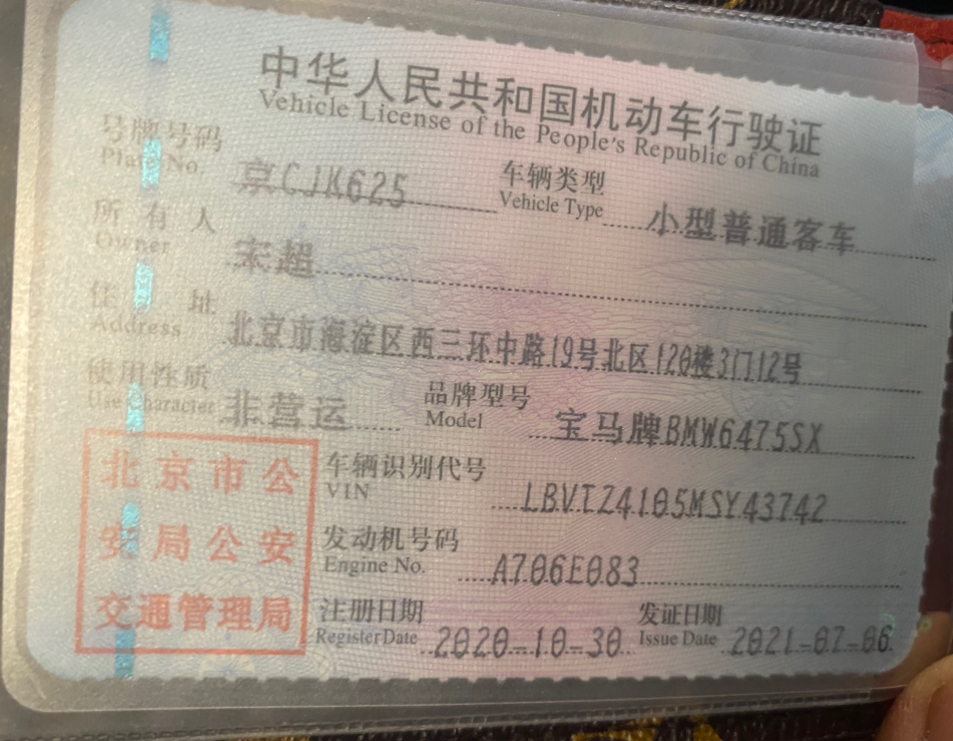 中华人民共和国机动车行驶证
Vehicle License of the People's Republic of China
号牌号码 京CJK625 车辆类型 小型普通客车
Plate No. Vehicle Type
所有人 宋超
Owner
住址 北京市海淀区西三环中路19号北区120楼3门12号
Address
使用性质 非营运 品牌型号 宝马牌BMW6475SX
Use Character Model
北京市公安局公安交通管理局
车辆识别代号 LBVTZ4105MSY43742
VIN
发动机号码 A706E083
Engine No.
注册日期 2020-10-30 发证日期 2021-07-06
Register Date Issue Date